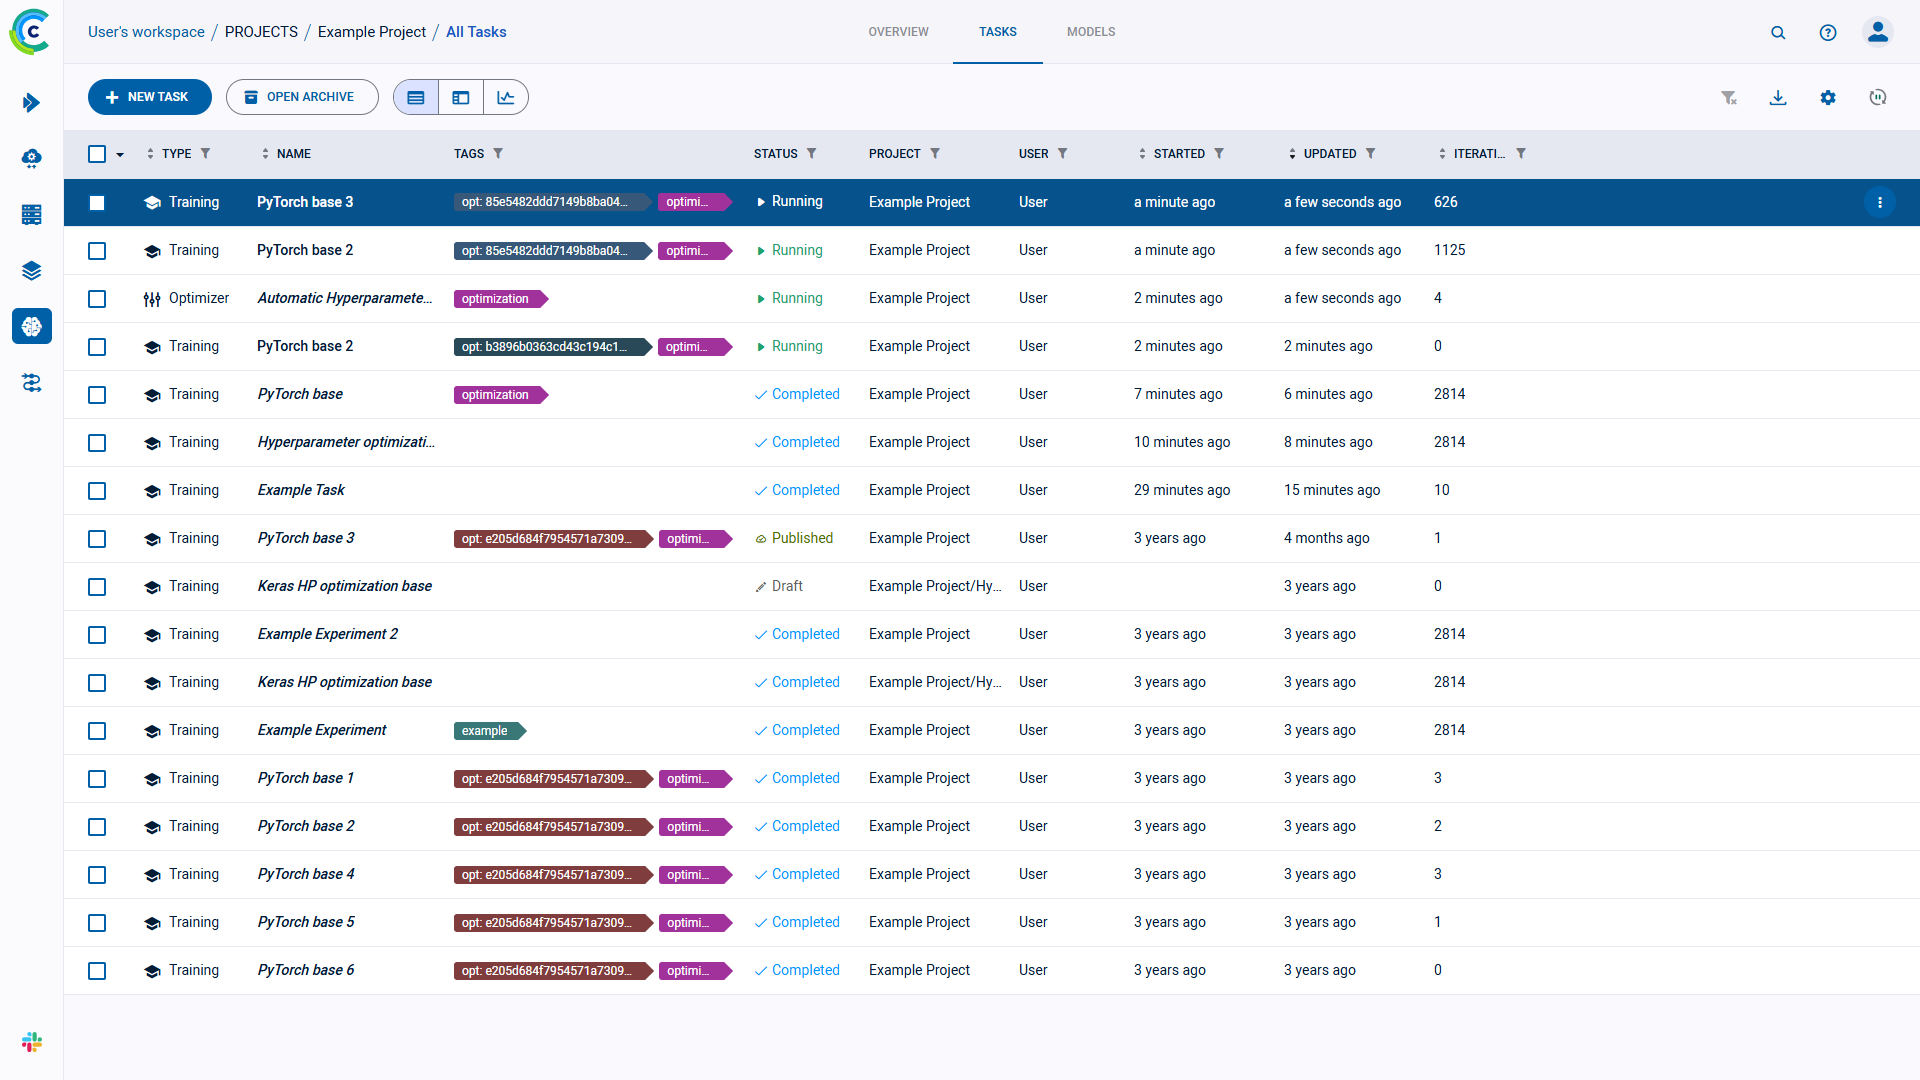 User's workspace / PROJECTS / Example Project / All Tasks
OVERVIEW TASKS MODELS
NEW TASK OPEN ARCHIVE
TYPE NAME TAGS STATUS PROJECT USER STARTED UPDATED ITERATI...
Training PyTorch base 3 opt: 85e5482ddd7149b8ba04... optimi... Running Example Project User a minute ago a few seconds ago 626
Training PyTorch base 2 opt: 85e5482ddd7149b8ba04... optimi... Running Example Project User a minute ago a few seconds ago 1125
Optimizer Automatic Hyperparamete... optimization Running Example Project User 2 minutes ago a few seconds ago 4
Training PyTorch base 2 opt: b3896b0363cd43c194c1... optimi... Running Example Project User 2 minutes ago 2 minutes ago 0
Training PyTorch base optimization Completed Example Project User 7 minutes ago 6 minutes ago 2814
Training Hyperparameter optimizati... Completed Example Project User 10 minutes ago 8 minutes ago 2814
Training Example Task Completed Example Project User 29 minutes ago 15 minutes ago 10
Training PyTorch base 3 opt: e205d684f7954571a7309... optimi... Published Example Project User 3 years ago 4 months ago 1
Training Keras HP optimization base Draft Example Project/Hy... User 3 years ago 0
Training Example Experiment 2 Completed Example Project User 3 years ago 3 years ago 2814
Training Keras HP optimization base Completed Example Project/Hy... User 3 years ago 3 years ago 2814
Training Example Experiment example Completed Example Project User 3 years ago 3 years ago 2814
Training PyTorch base 1 opt: e205d684f7954571a7309... optimi... Completed Example Project User 3 years ago 3 years ago 3
Training PyTorch base 2 opt: e205d684f7954571a7309... optimi... Completed Example Project User 3 years ago 3 years ago 2
Training PyTorch base 4 opt: e205d684f7954571a7309... optimi... Completed Example Project User 3 years ago 3 years ago 3
Training PyTorch base 5 opt: e205d684f7954571a7309... optimi... Completed Example Project User 3 years ago 3 years ago 1
Training PyTorch base 6 opt: e205d684f7954571a7309... optimi... Completed Example Project User 3 years ago 3 years ago 0